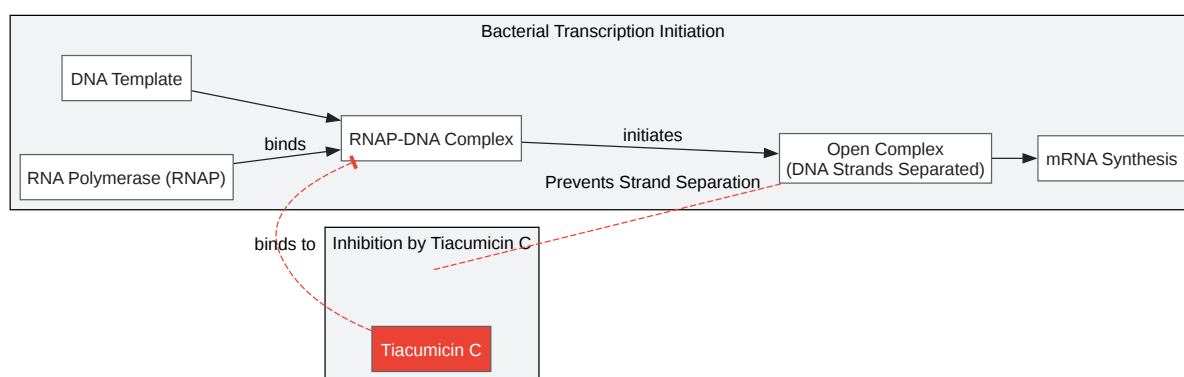 Bacterial Transcription Initiation
DNA Template
RNA Polymerase (RNAP)
binds
RNAP-DNA Complex
initiates
Open Complex
(DNA Strands Separated)
mRNA Synthesis
Prevents Strand Separation
binds to
Inhibition by Tiacumicin C
Tiacumicin C